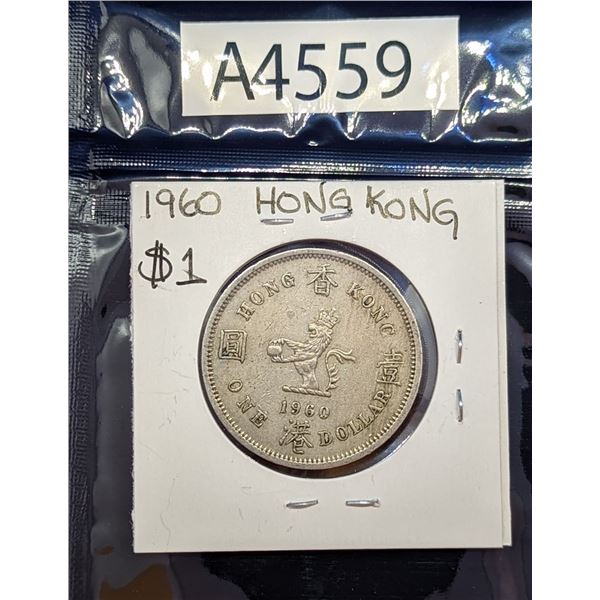 A4559
1960 HONG KONG
$1
HONG 香 KONG
圓 壹
1960
ONE 港 DOLLAR